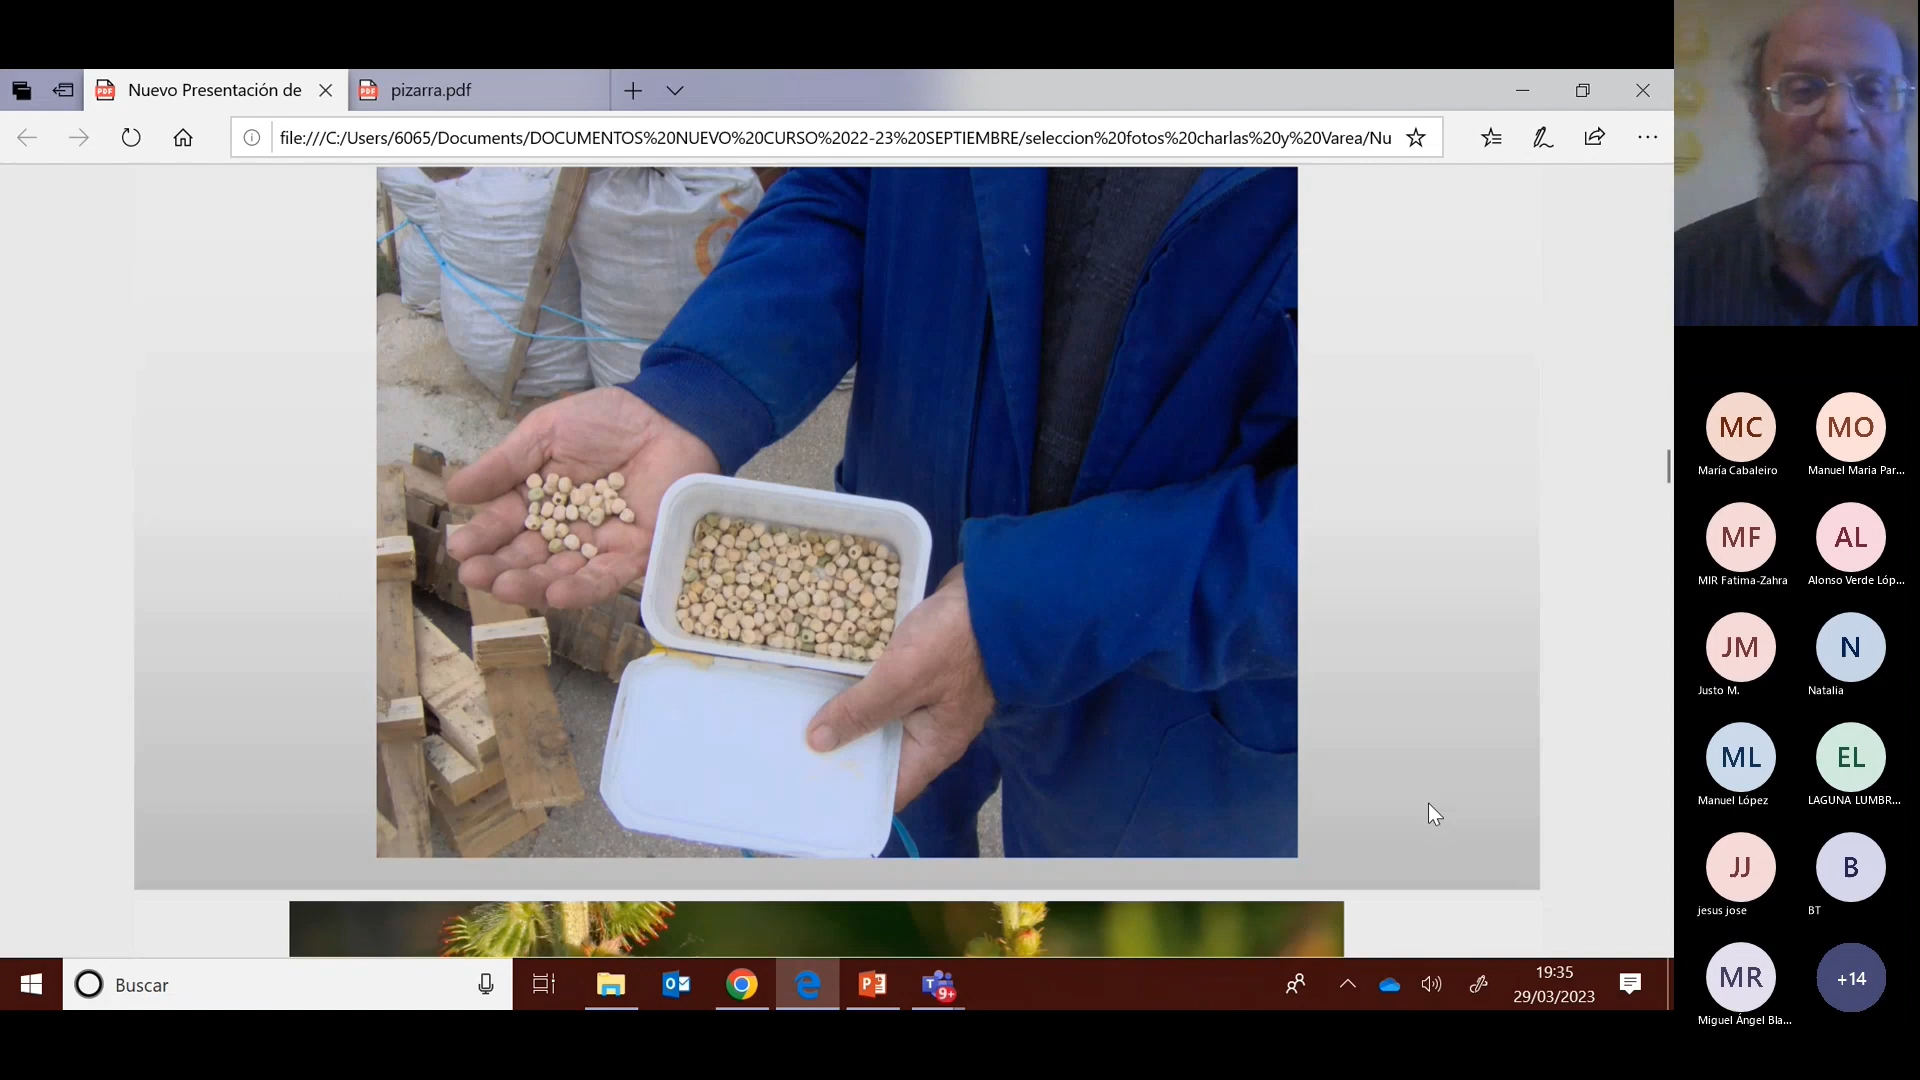 Nuevo Presentación de
pizarra.pdf
file:///C:/Users/6065/Documents/DOCUMENTOS%20NUEVO%20CURSO%2022-23%20SEPTIEMBRE/seleccion%20fotos%20charlas%20y%20Varea/Nu
MC
MO
María Cabaleiro
Manuel Maria Par...
MF
AL
MIR Fatima-Zahra
Alonso Verde Lóp...
JM
N
Justo M.
Natalia
ML
EL
Manuel López
LAGUNA LUMBR...
JJ
B
jesus jose
BT
MR
+14
Miguel Ángel Bla...
Buscar
9+
19:35
29/03/2023